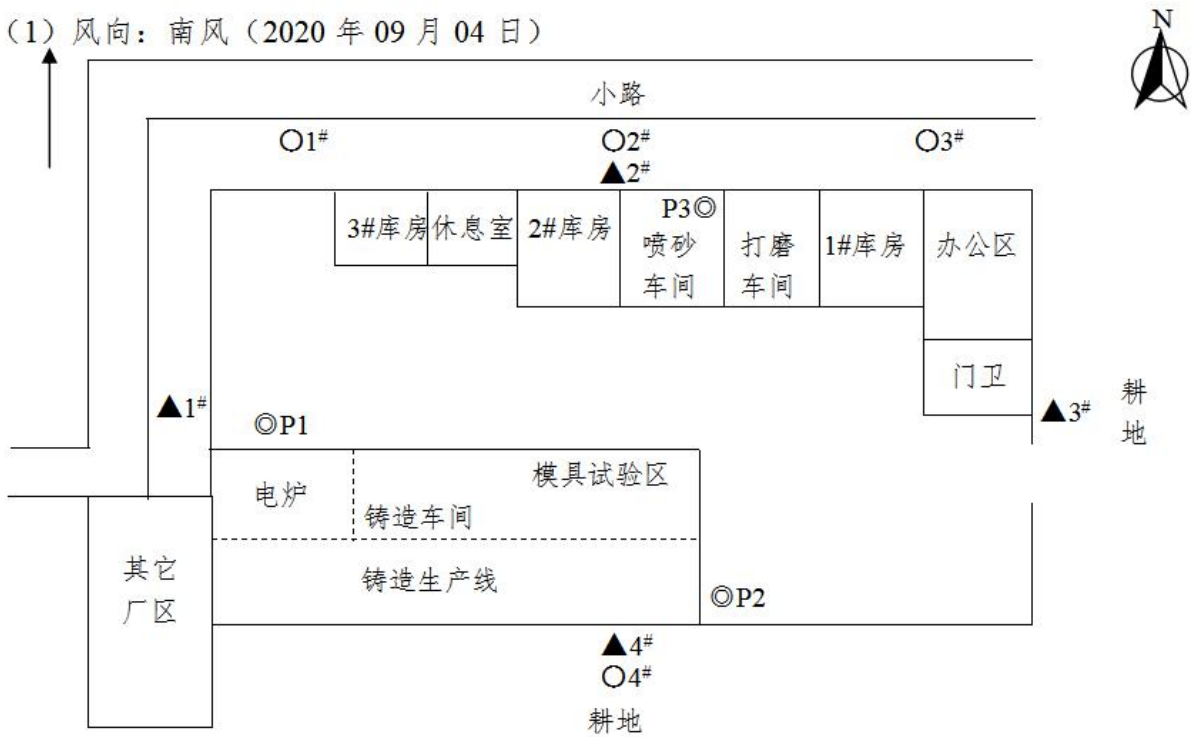 （1）风向：南风（2020 年 09 月 04 日）
N
小路
○1#
○2#
○3#
▲2#
3#库房
休息室
2#库房
P3◎
喷砂
车间
打磨
车间
1#库房
办公区
门卫
▲1#
◎P1
▲3#
耕
地
电炉
模具试验区
铸造车间
其它
厂区
铸造生产线
◎P2
▲4#
○4#
耕地